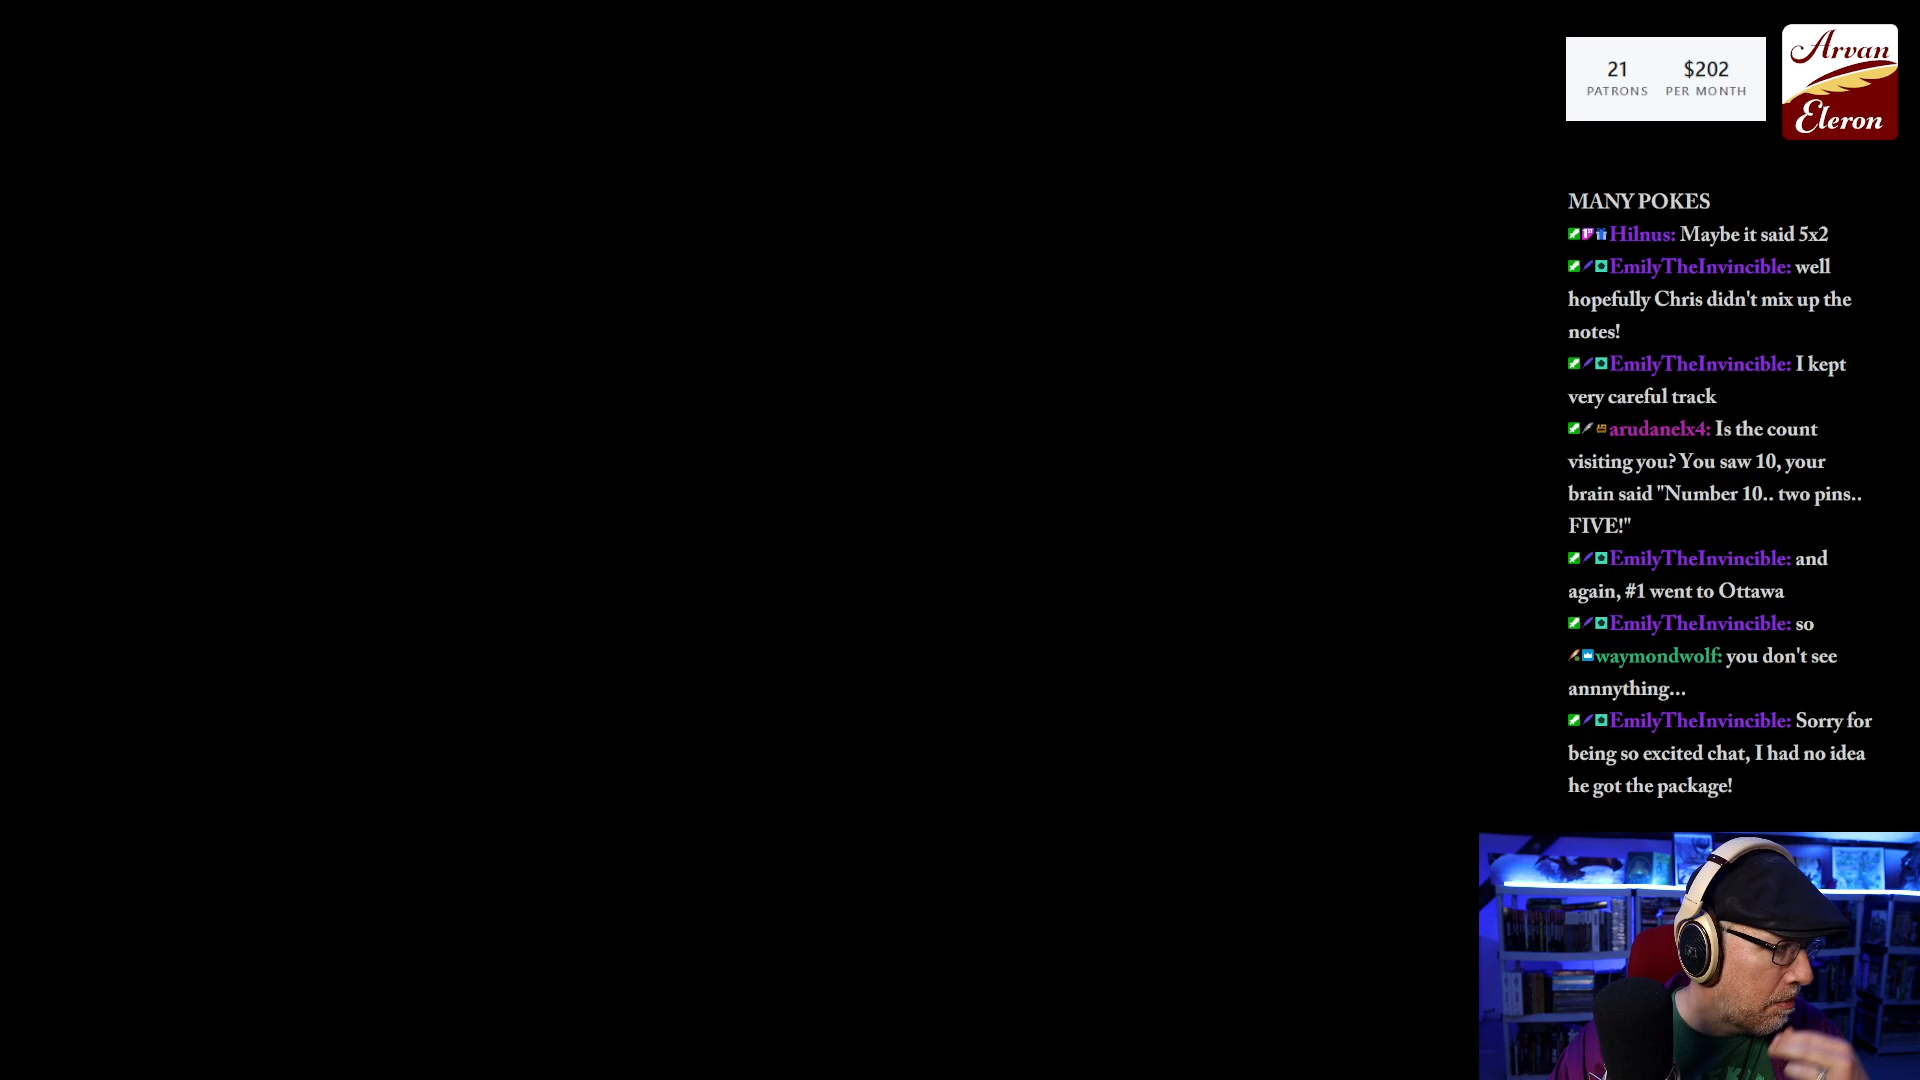 21
PATRONS
$202
PER MONTH
Arvan
Eleron
MANY POKES
Hilnus: Maybe it said 5x2
EmilyTheInvincible: well
hopefully Chris didn't mix up the
notes!
EmilyTheInvincible: I kept
very careful track
arudanelx4: Is the count
visiting you? You saw 10, your
brain said "Number 10.. two pins..
FIVE!"
EmilyTheInvincible: and
again, #1 went to Ottawa
EmilyTheInvincible: so
waymondwolf: you don't see
annnything...
EmilyTheInvincible: Sorry for
being so excited chat, I had no idea
he got the package!